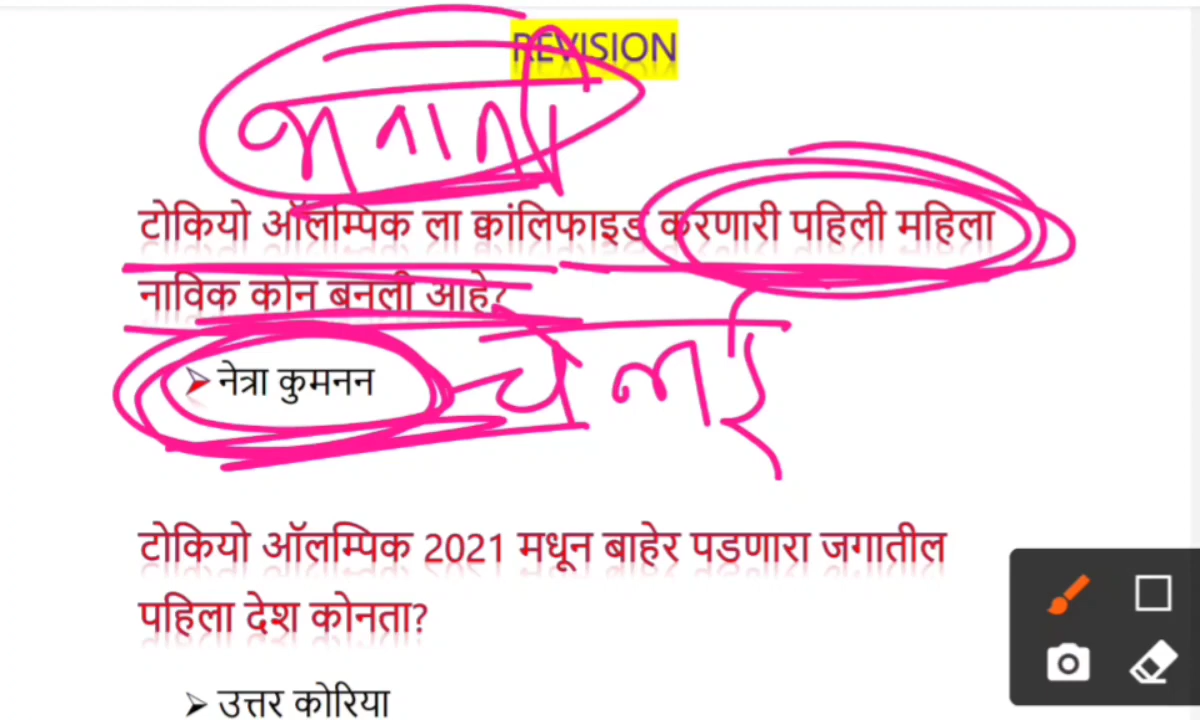 REVISION
टोकियो ऑलम्पिक ला क्वांलिफाइड करणारी पहिली महिला
नाविक कोन बनली आहे?
➢ नेत्रा कुमनन
टोकियो ऑलम्पिक 2021 मधून बाहेर पडणारा जगातील
पहिला देश कोनता?
➢ उत्तर कोरिया